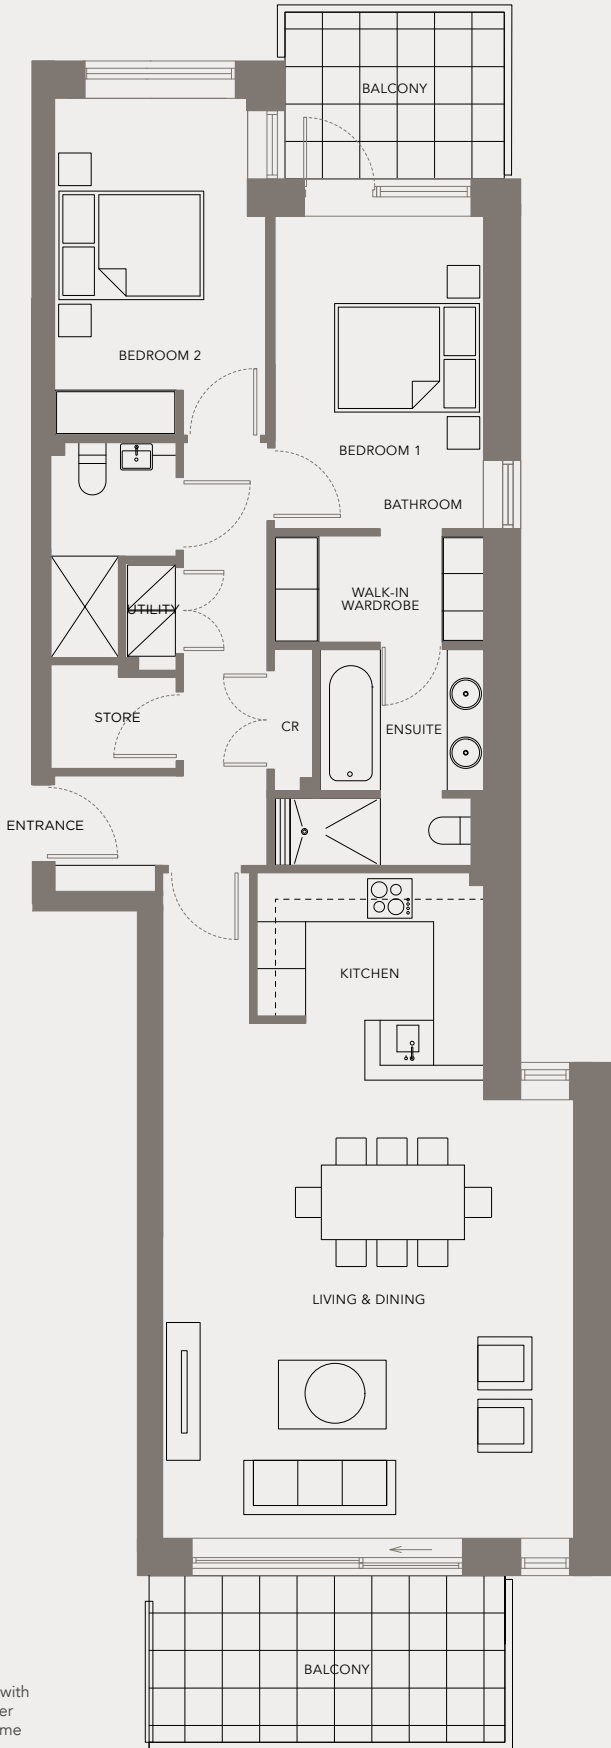 BALCONY
BEDROOM 2
BEDROOM 1
BATHROOM
WALK-IN
WARDROBE
UTILITY
STORE
CR
ENSUITE
ENTRANCE
KITCHEN
LIVING & DINING
BALCONY
with
er
me